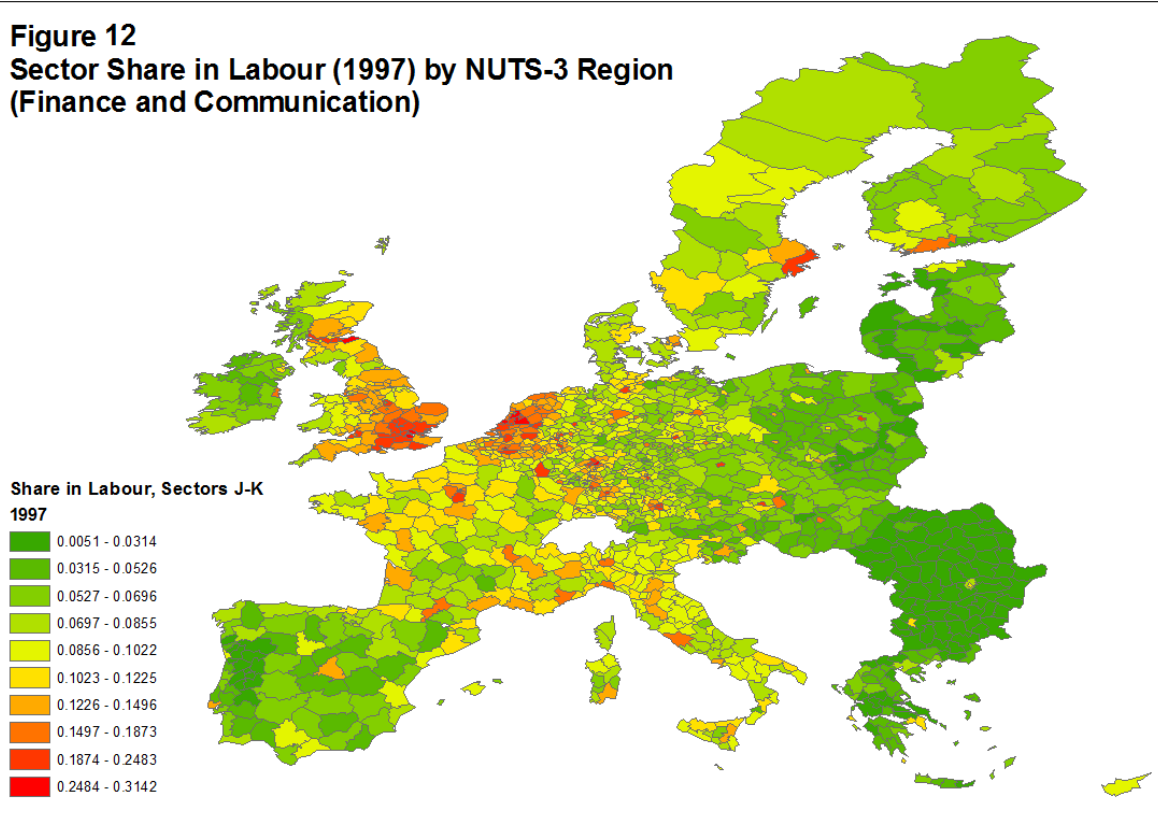 Figure 12
Sector Share in Labour (1997) by NUTS-3 Region
(Finance and Communication)
Share in Labour, Sectors J-K
1997
0.0051 - 0.0314
0.0315 - 0.0526
0.0527 - 0.0696
0.0697 - 0.0855
0.0856 - 0.1022
0.1023 - 0.1225
0.1226 - 0.1496
0.1497 - 0.1873
0.1874 - 0.2483
0.2484 - 0.3142